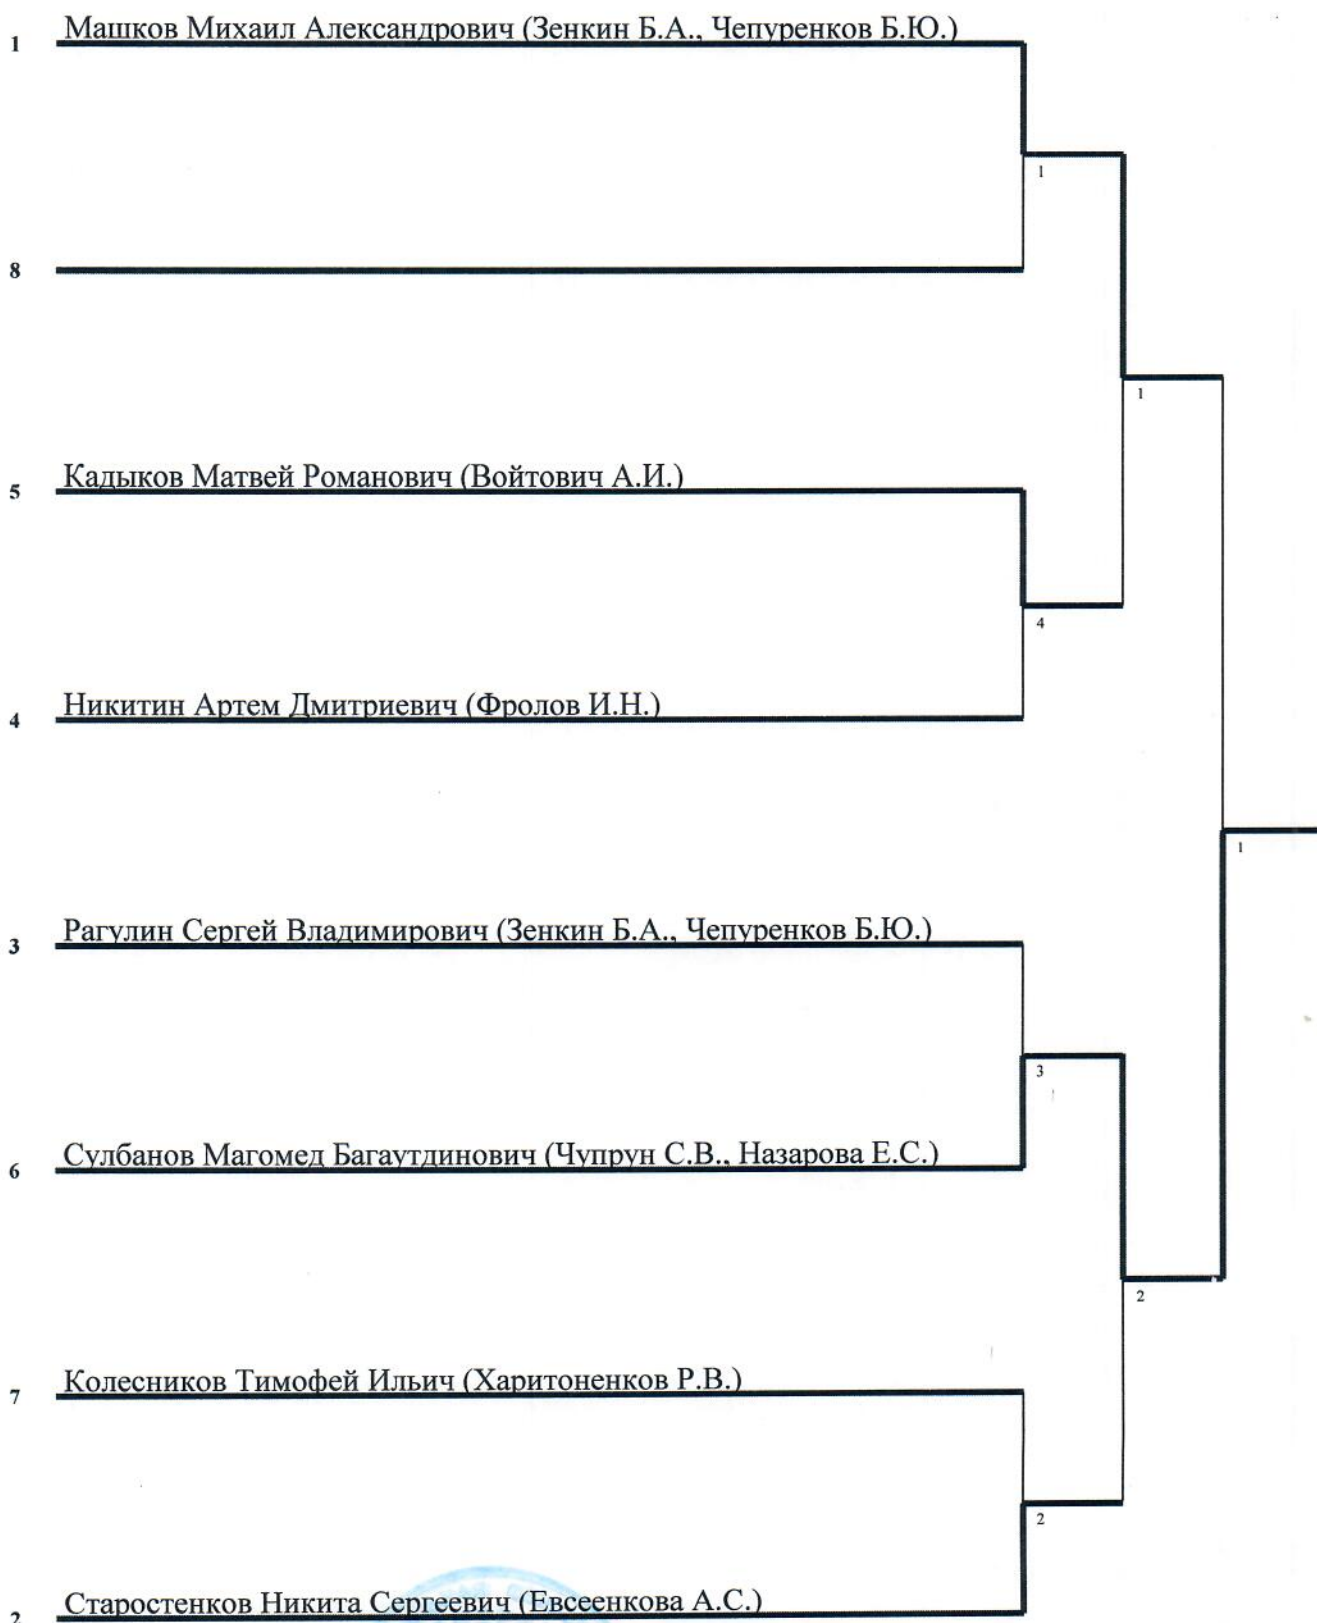 1 Машков Михаил Александрович (Зенкин Б.А., Чепуренков Б.Ю.)
1
8
1
5 Кадыков Матвей Романович (Войтович А.И.)
4
4 Никитин Артем Дмитриевич (Фролов И.Н.)
1
3 Рагулин Сергей Владимирович (Зенкин Б.А., Чепуренков Б.Ю.)
3
6 Сулбанов Магомед Багаутдинович (Чупрун С.В., Назарова Е.С.)
2
7 Колесников Тимофей Ильич (Харитоненков Р.В.)
2
2 Старостенков Никита Сергеевич (Евсеенкова А.С.)